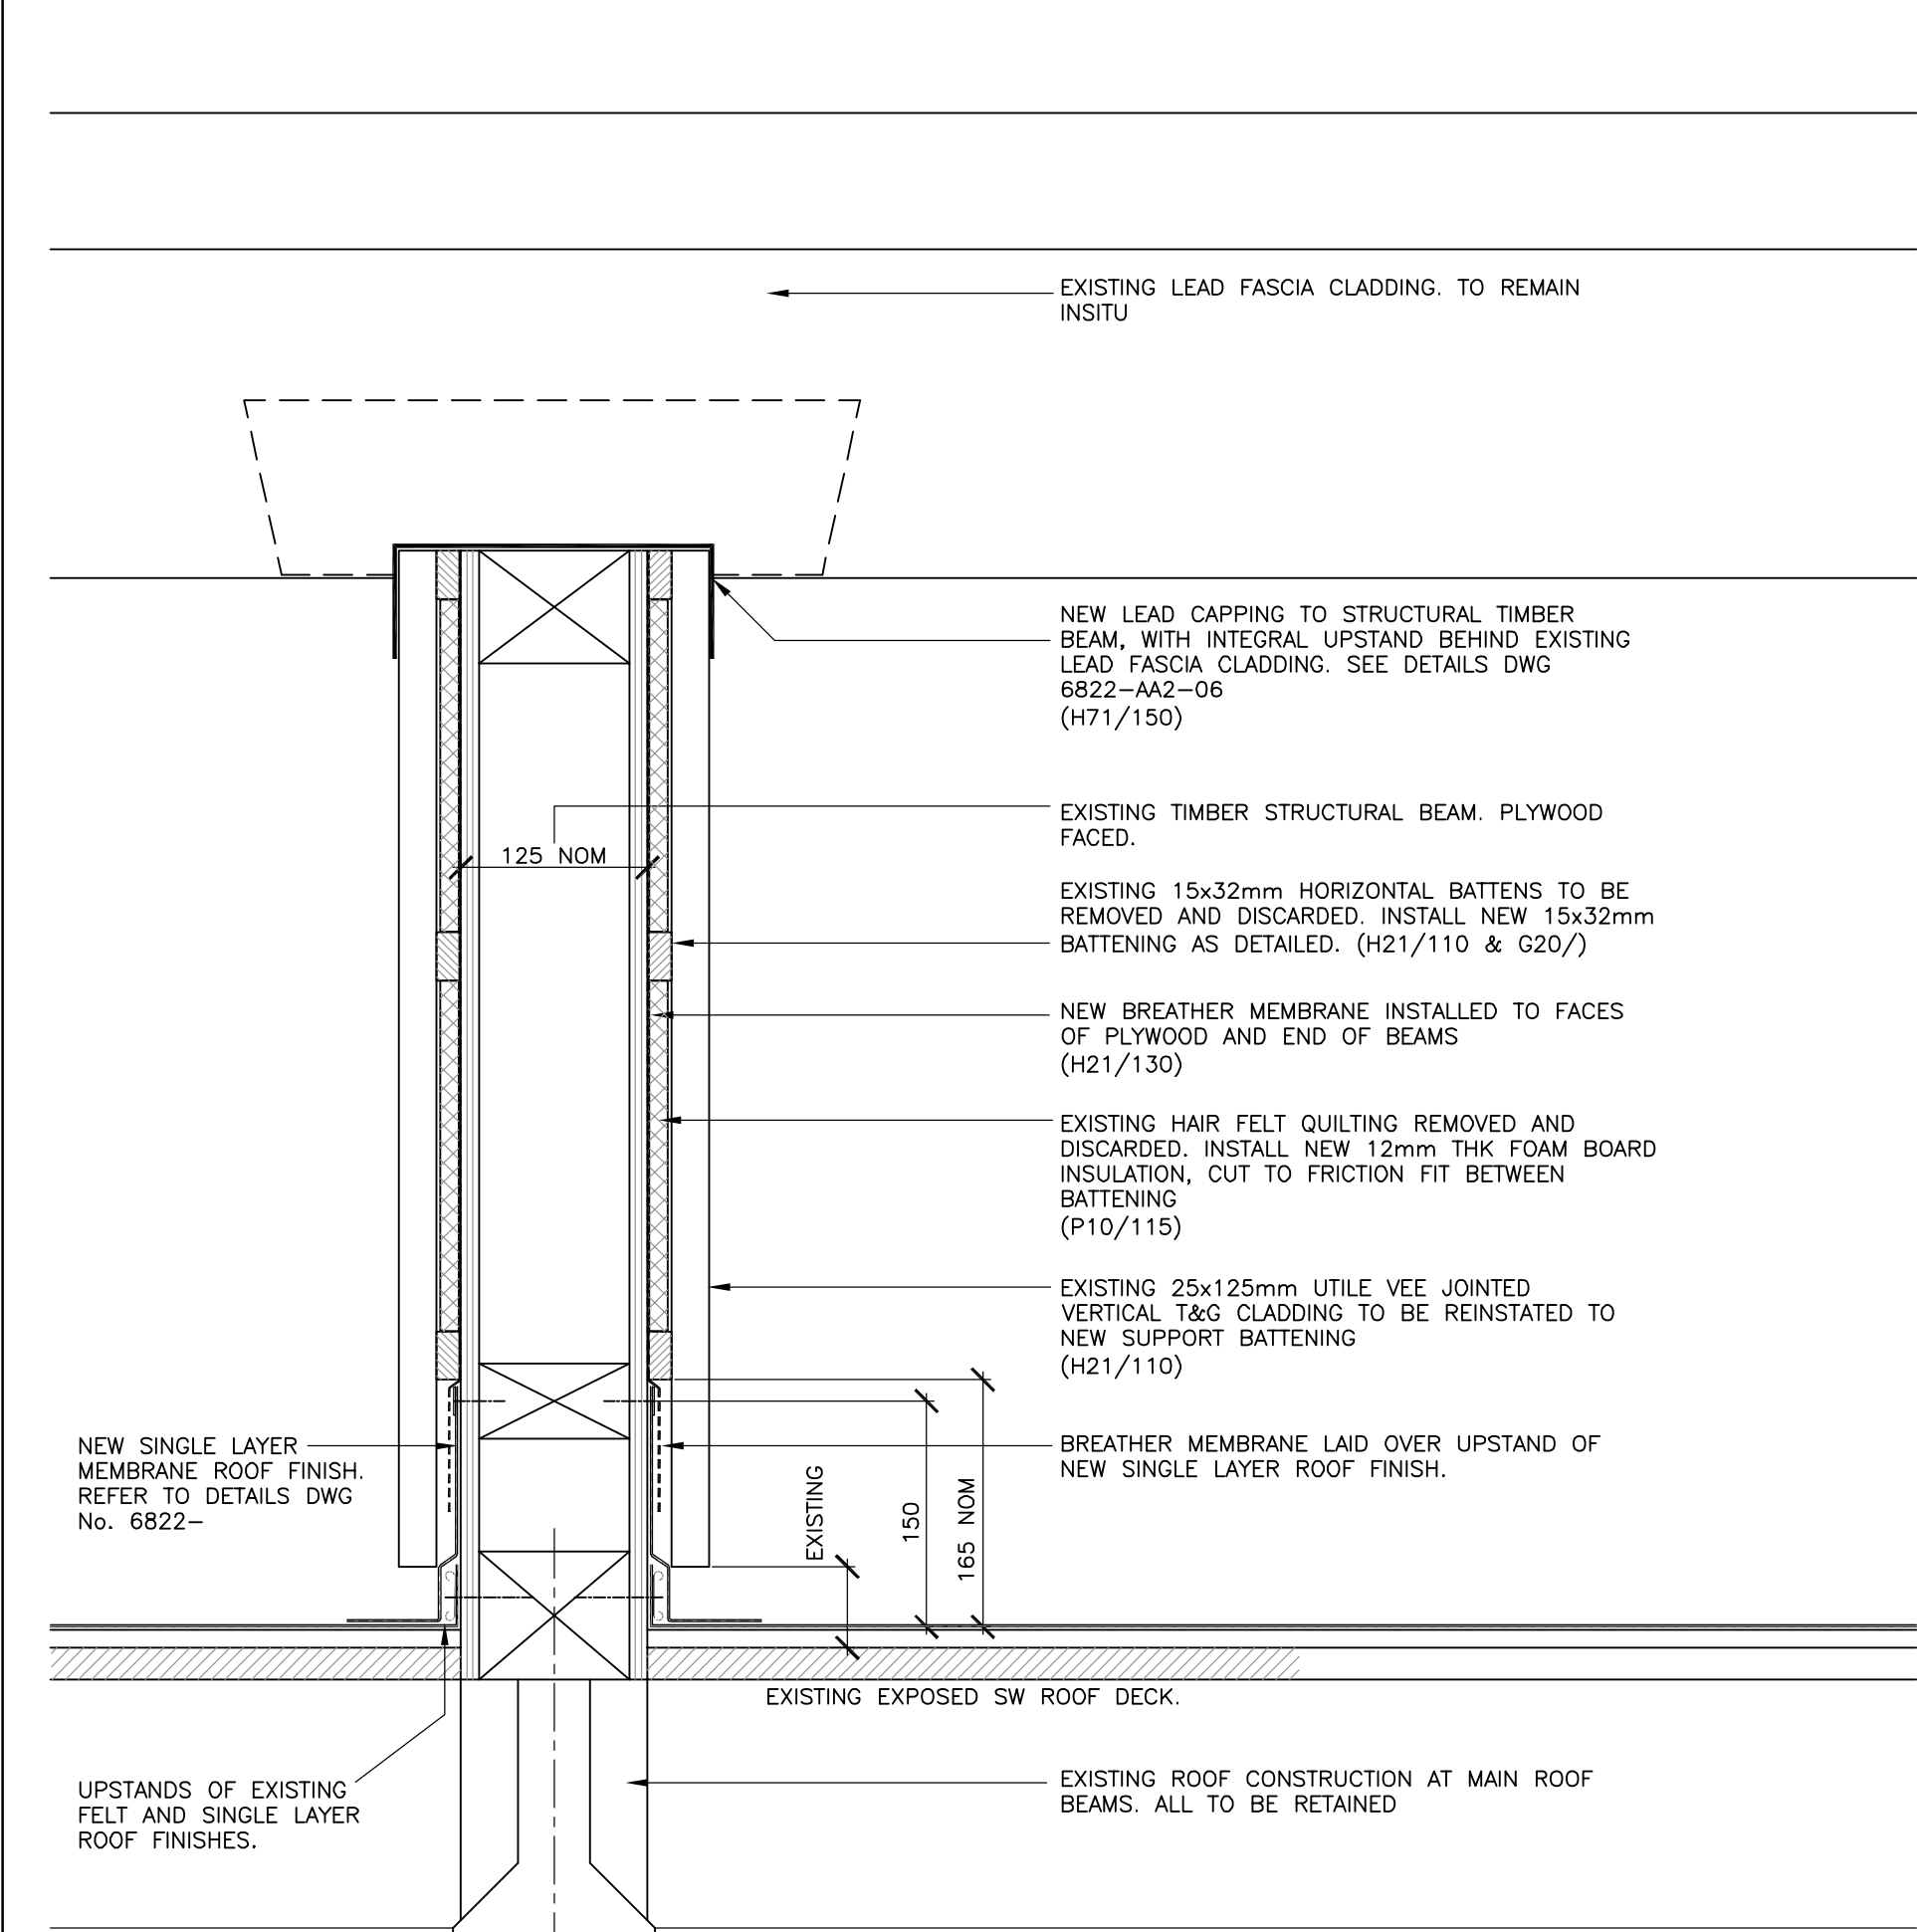 EXISTING LEAD FASCIA CLADDING. TO REMAIN
INSITU
NEW LEAD CAPPING TO STRUCTURAL TIMBER
BEAM, WITH INTEGRAL UPSTAND BEHIND EXISTING
LEAD FASCIA CLADDING. SEE DETAILS DWG
6822-AA2-06
(H71/150)
EXISTING TIMBER STRUCTURAL BEAM. PLYWOOD
FACED.
125 NOM
EXISTING 15x32mm HORIZONTAL BATTENS TO BE
REMOVED AND DISCARDED. INSTALL NEW 15x32mm
BATTENING AS DETAILED. (H21/110 & G20/)
NEW BREATHER MEMBRANE INSTALLED TO FACES
OF PLYWOOD AND END OF BEAMS
(H21/130)
EXISTING HAIR FELT QUILTING REMOVED AND
DISCARDED. INSTALL NEW 12mm THK FOAM BOARD
INSULATION, CUT TO FRICTION FIT BETWEEN
BATTENING
(P10/115)
EXISTING 25x125mm UTILE VEE JOINTED
VERTICAL T&G CLADDING TO BE REINSTATED TO
NEW SUPPORT BATTENING
(H21/110)
NEW SINGLE LAYER
MEMBRANE ROOF FINISH.
REFER TO DETAILS DWG
No. 6822-
BREATHER MEMBRANE LAID OVER UPSTAND OF
NEW SINGLE LAYER ROOF FINISH.
EXISTING
150
165 NOM
EXISTING EXPOSED SW ROOF DECK.
UPSTANDS OF EXISTING
FELT AND SINGLE LAYER
ROOF FINISHES.
EXISTING ROOF CONSTRUCTION AT MAIN ROOF
BEAMS. ALL TO BE RETAINED